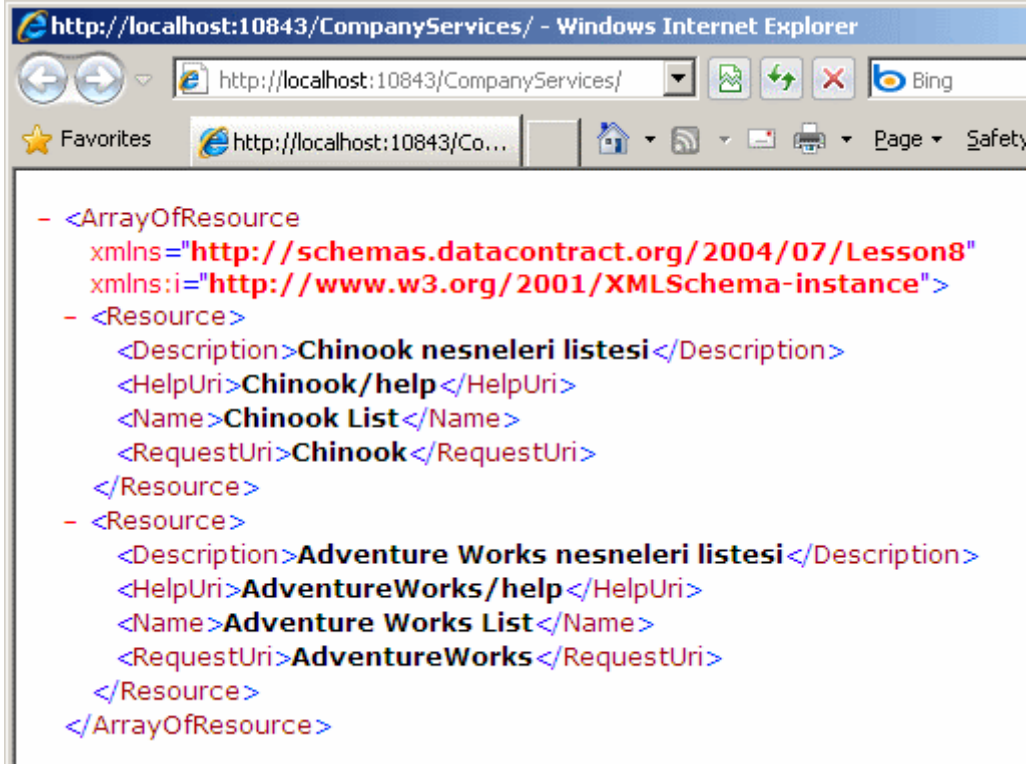 http://localhost:10843/CompanyServices/ - Windows Internet Explorer
http://localhost:10843/CompanyServices/ Bing
Favorites http://localhost:10843/Co... Page Safety
- <ArrayOfResource
xmlns="http://schemas.datacontract.org/2004/07/Lesson8"
xmlns:i="http://www.w3.org/2001/XMLSchema-instance">
- <Resource>
<Description>Chinook nesneleri listesi</Description>
<HelpUri>Chinook/help</HelpUri>
<Name>Chinook List</Name>
<RequestUri>Chinook</RequestUri>
</Resource>
- <Resource>
<Description>Adventure Works nesneleri listesi</Description>
<HelpUri>AdventureWorks/help</HelpUri>
<Name>Adventure Works List</Name>
<RequestUri>AdventureWorks</RequestUri>
</Resource>
</ArrayOfResource>